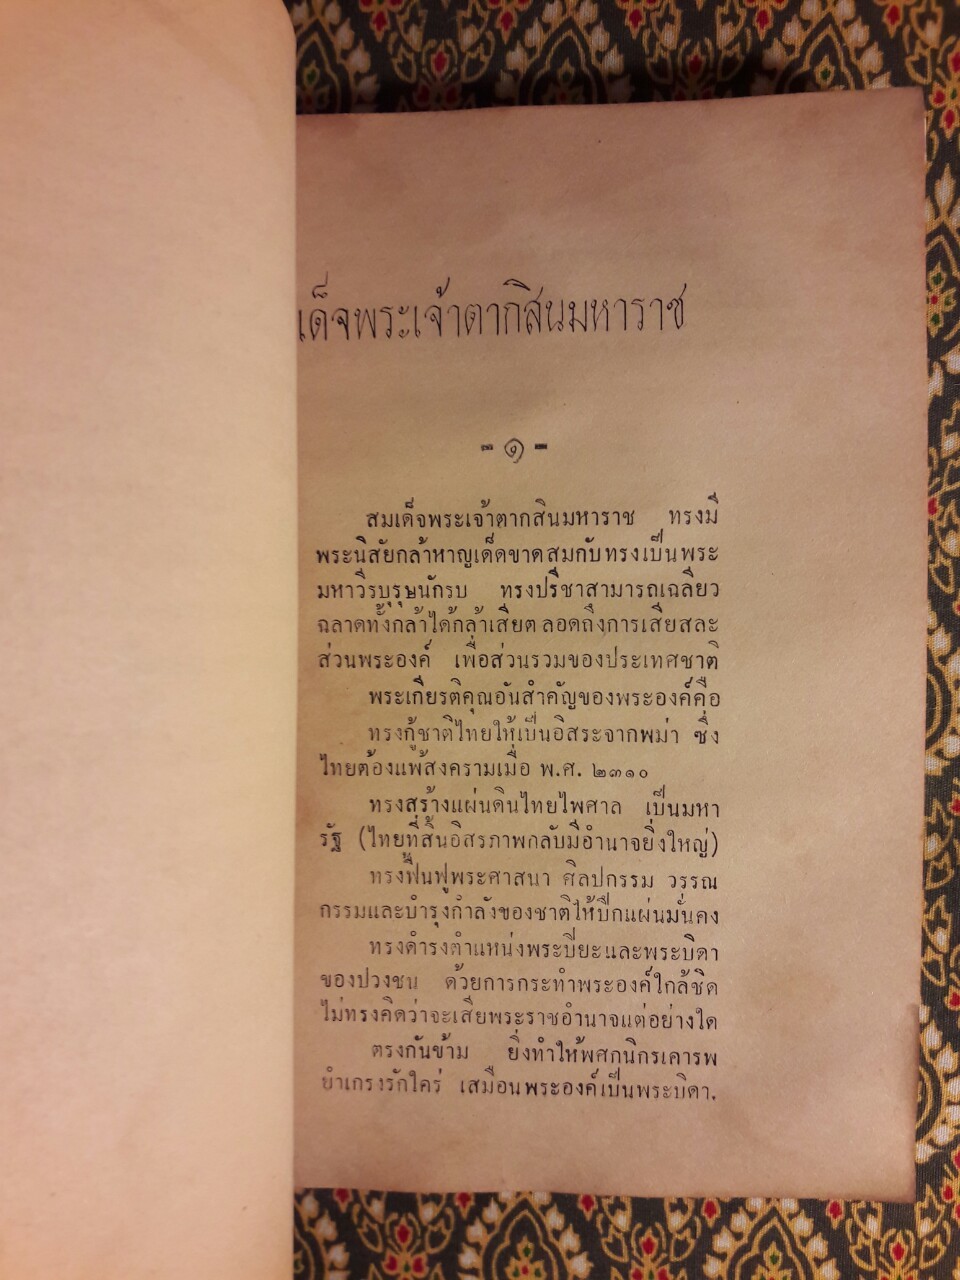 เด็จพระเจ้าตากสินมหาราช
- ๑ -
สมเด็จพระเจ้าตากสินมหาราช ทรงมี
พระนิสัยกล้าหาญเด็ดขาดสมกับทรงเป็นพระ
มหาวีรบุรุษนักรบ ทรงปรีชาสามารถเฉลียว
ฉลาดทั้งกล้าได้กล้าเสียตลอดถึงการเสียสละ
ส่วนพระองค์ เพื่อส่วนรวมของประเทศชาติ
พระเกียรติคุณอันสำคัญของพระองค์คือ
ทรงกู้ชาติไทยให้เป็นอิสระจากพม่า ซึ่ง
ไทยต้องแพ้สงครามเมื่อ พ.ศ. ๒๓๑๐
ทรงสร้างแผ่นดินไทยไพศาล เป็นมหา
รัฐ (ไทยที่สิ้นอิสรภาพกลับมีอำนาจยิ่งใหญ่)
ทรงฟื้นฟูพระศาสนา ศิลปกรรม วรรณ
กรรมและบำรุงกำลังของชาติให้ปึกแผ่นมั่นคง
ทรงดำรงตำแหน่งพระปิยะและพระบิดา
ของปวงชน ด้วยการกระทำพระองค์ใกล้ชิด
ไม่ทรงคิดว่าจะเสียพระราชอำนาจแต่อย่างใด
ตรงกันข้าม ยิ่งทำให้พศกนิกรเคารพ
ยำเกรงรักใคร่ เสมือนพระองค์เป็นพระบิดา.